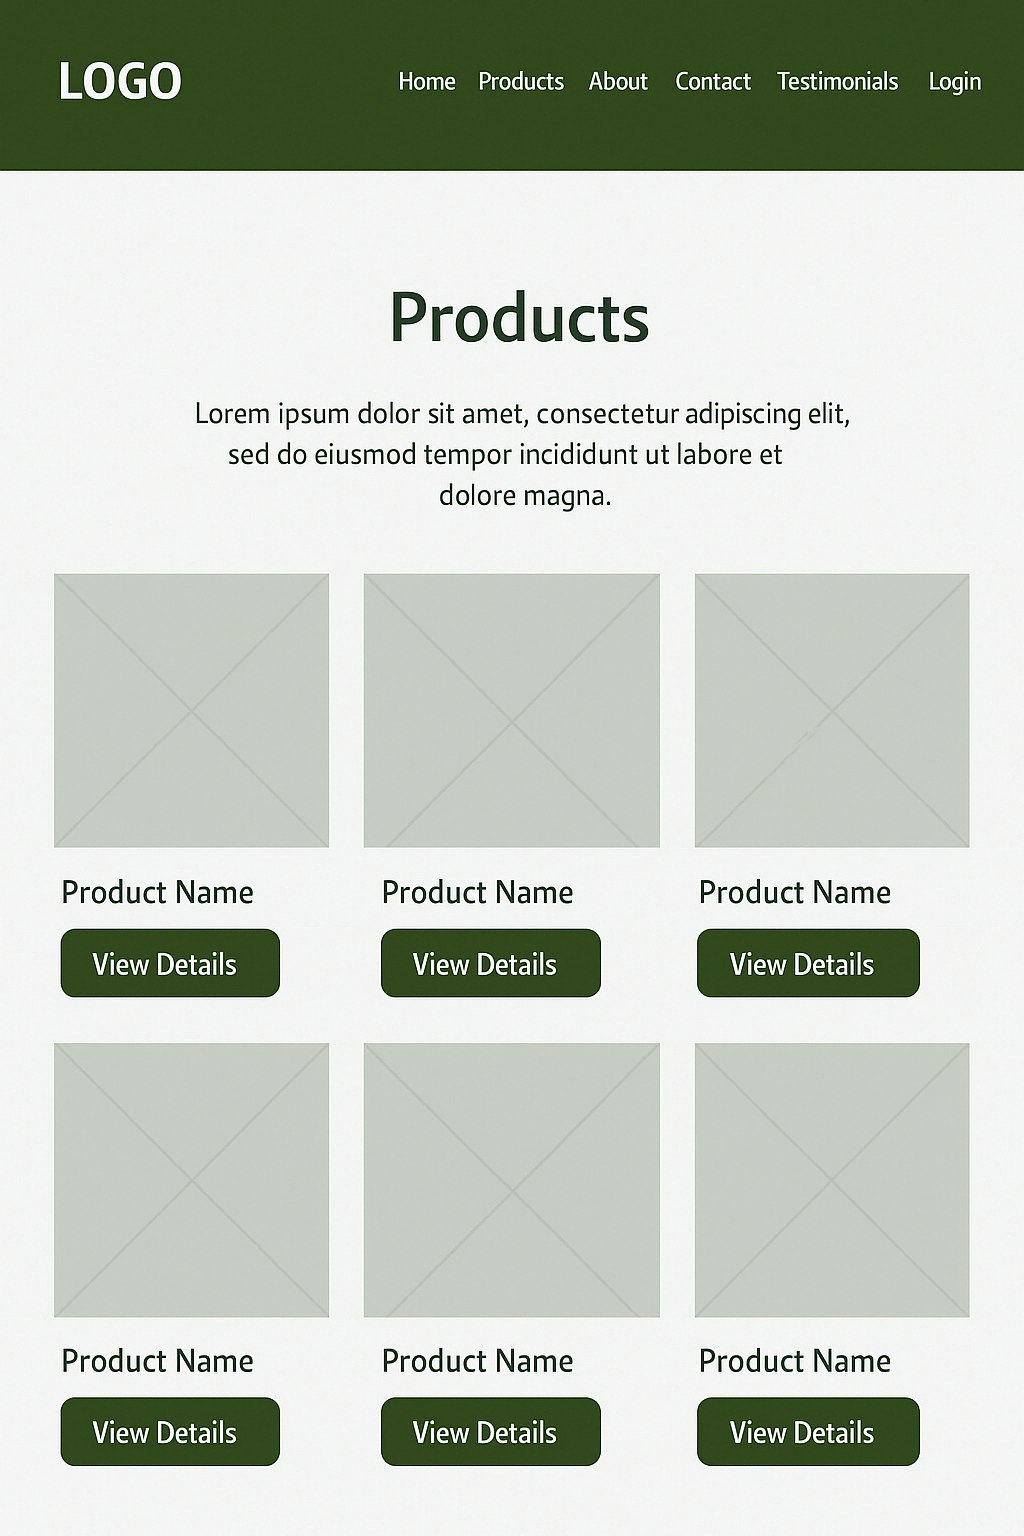 LOGO
Home Products About Contact Testimonials Login
Products
Lorem ipsum dolor sit amet, consectetur adipiscing elit,
sed do eiusmod tempor incididunt ut labore et
dolore magna.
Product Name Product Name Product Name
View Details View Details View Details
Product Name Product Name Product Name
View Details View Details View Details